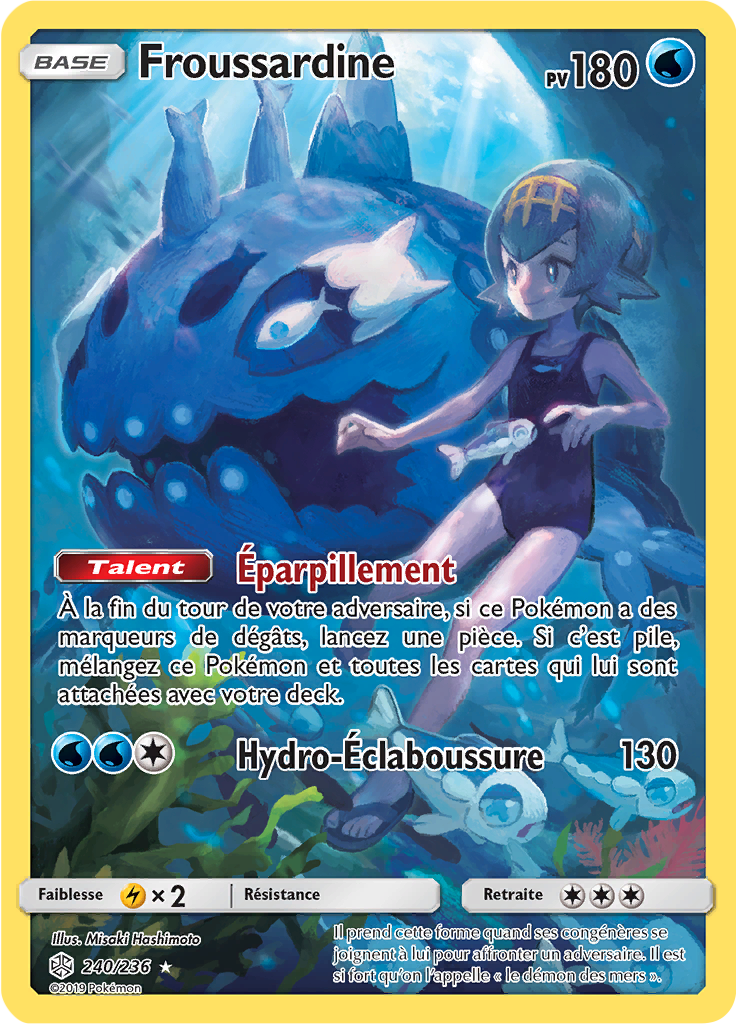 BASE Froussardine PV 180
Talent Éparpillement
À la fin du tour de votre adversaire, si ce Pokémon a des
marqueurs de dégâts, lancez une pièce. Si c'est pile,
mélangez ce Pokémon et toutes les cartes qui lui sont
attachées avec votre deck.
Hydro-Éclaboussure 130
Faiblesse × 2 Résistance Retraite
Illus. Misaki Hashimoto
240/236
©2019 Pokémon
Il prend cette forme quand ses congénères se
joignent à lui pour affronter un adversaire. Il est
si fort qu'on l'appelle « le démon des mers ».